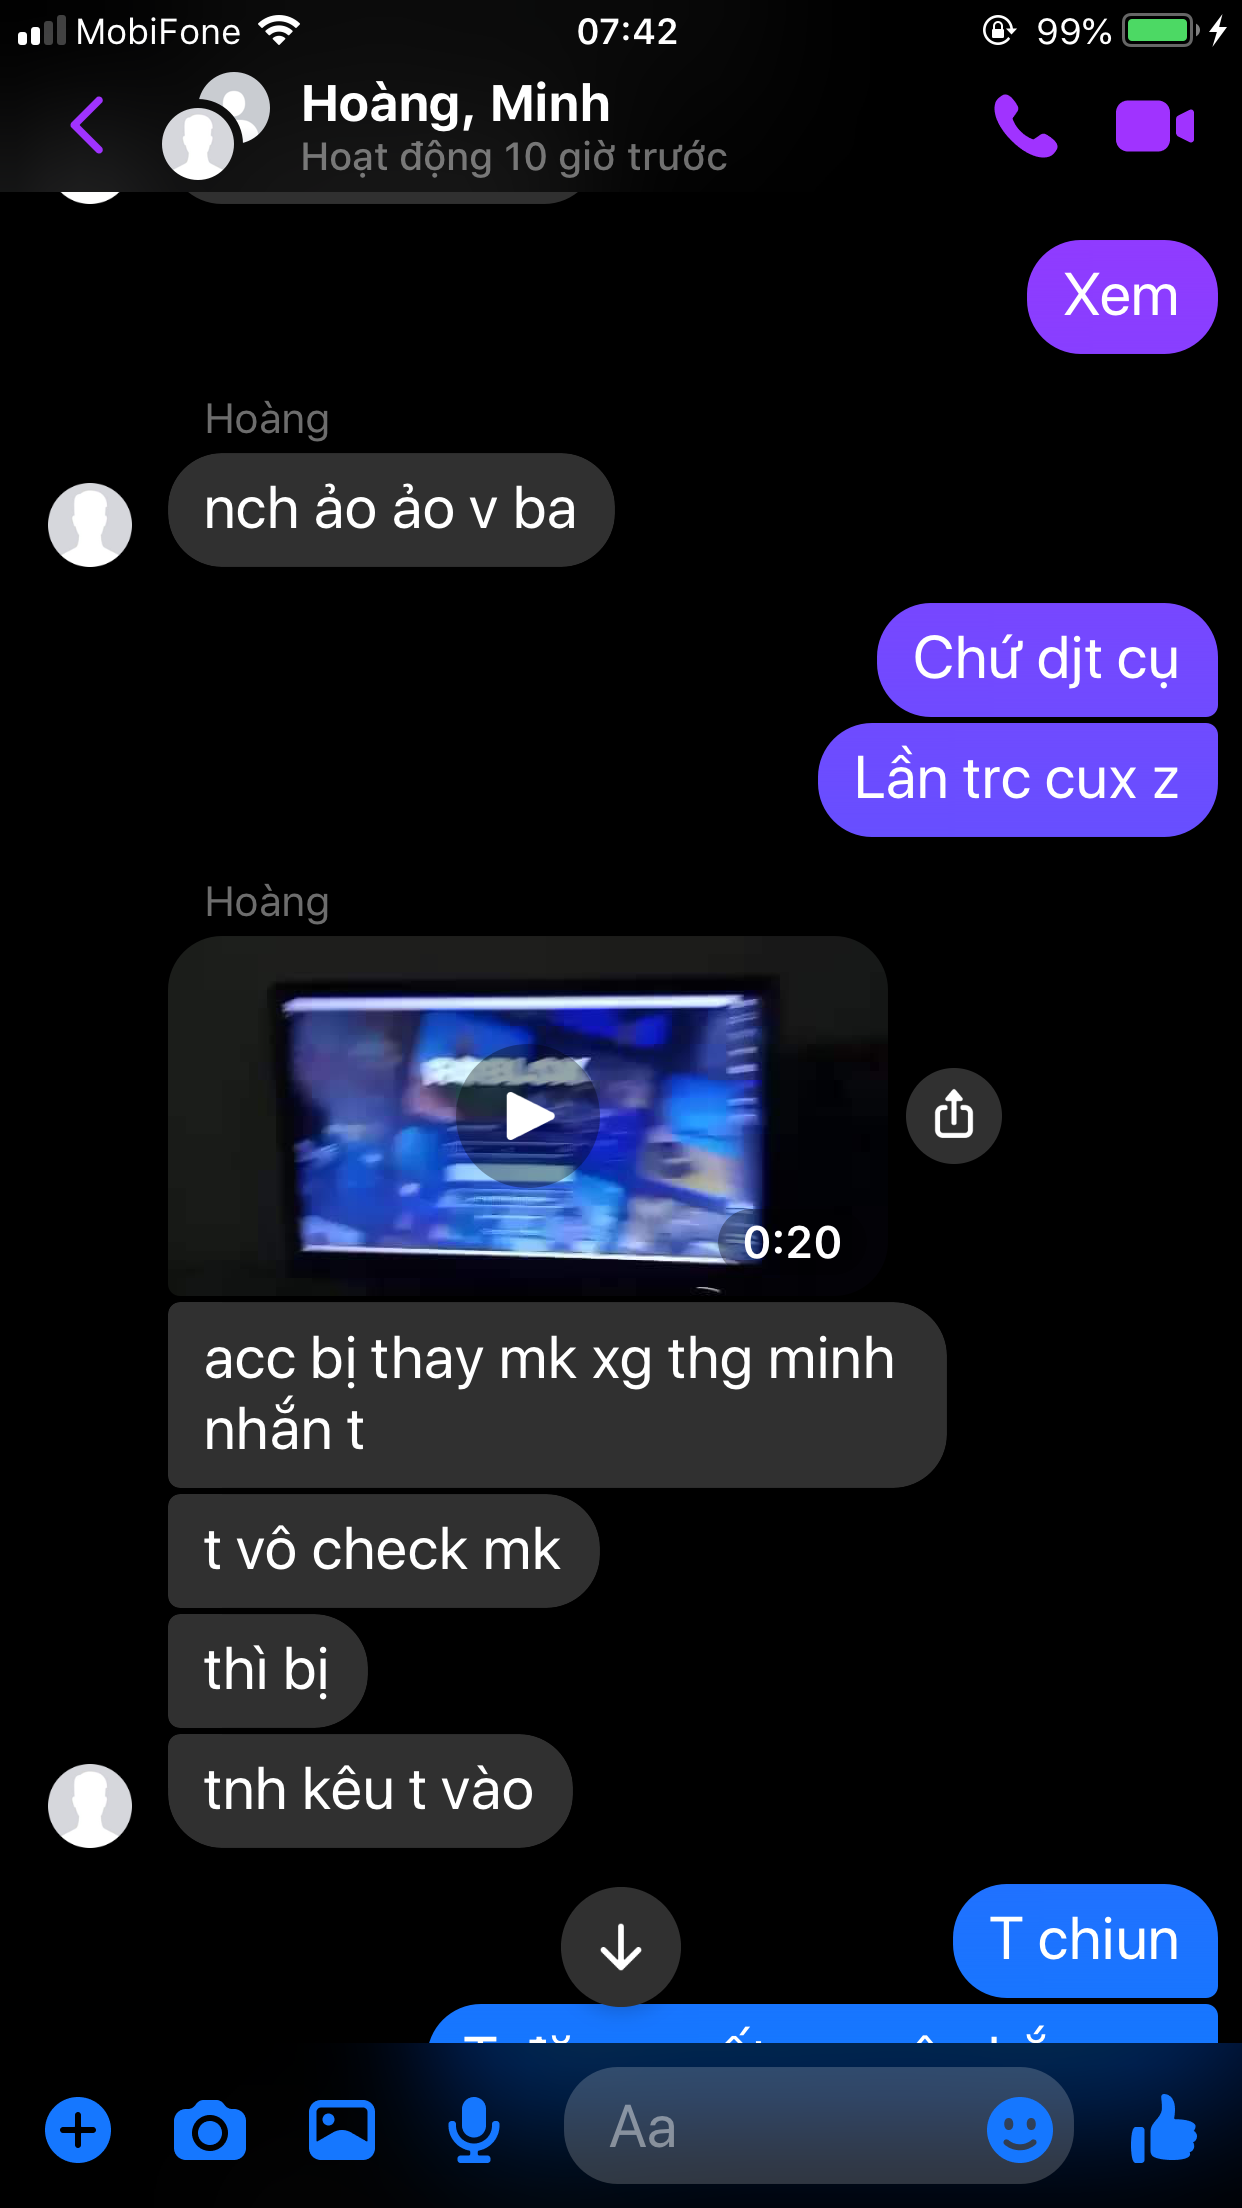 MobiFone
07:42
99%
Hoàng, Minh
Hoạt động 10 giờ trước
Xem
Hoàng
nch ảo ảo v ba
Chứ djt cụ
Lần trc cux z
Hoàng
ROBLOX
0:20
acc bị thay mk xg thg minh
nhắn t
t vô check mk
thì bị
tnh kêu t vào
T chiun
Aa